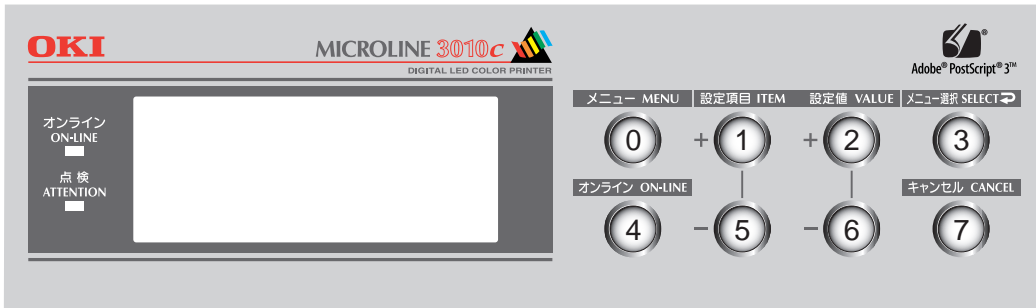 OKI
MICROLINE 3010c
DIGITAL LED COLOR PRINTER
Adobe® PostScript® 3™
オンライン
ON-LINE
点検
ATTENTION
メニュー MENU
設定項目 ITEM
設定値 VALUE
メニュー選択 SELECT
0
+
1
+
2
3
オンライン ON-LINE
キャンセル CANCEL
4
−
5
−
6
7